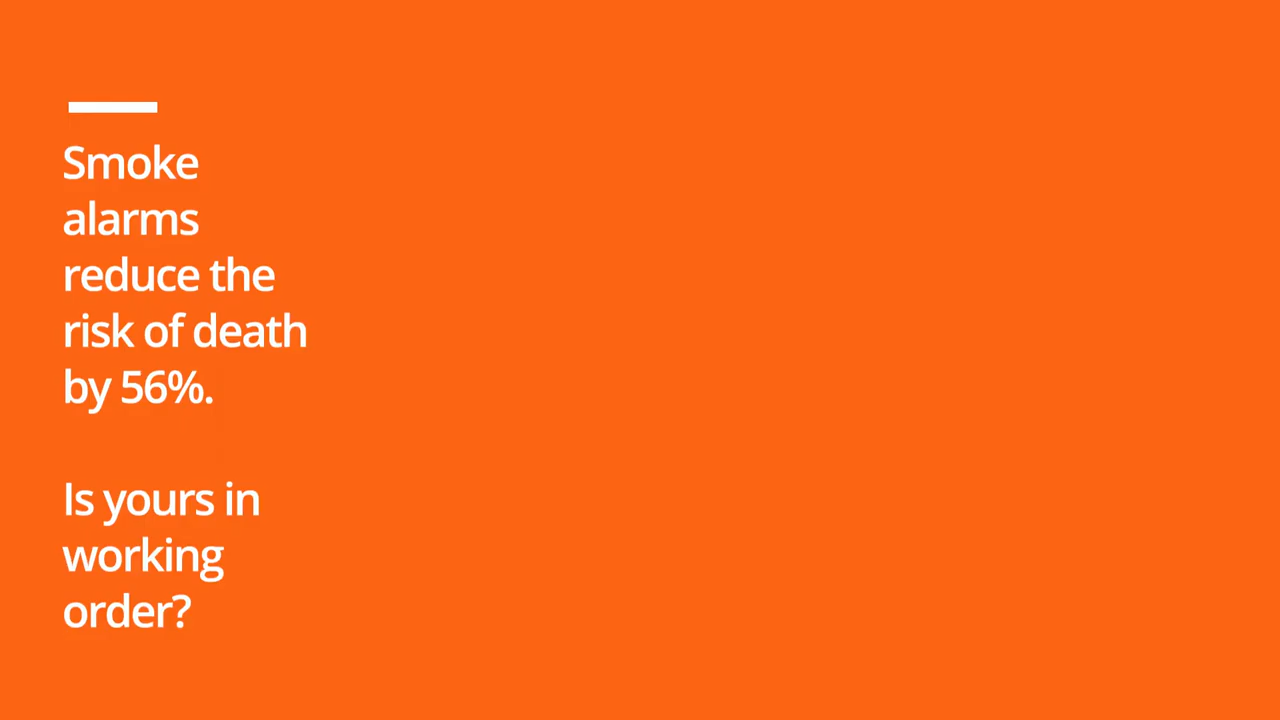 Smoke
alarms
reduce the
risk of death
by 56%.
Is yours in
working
order?